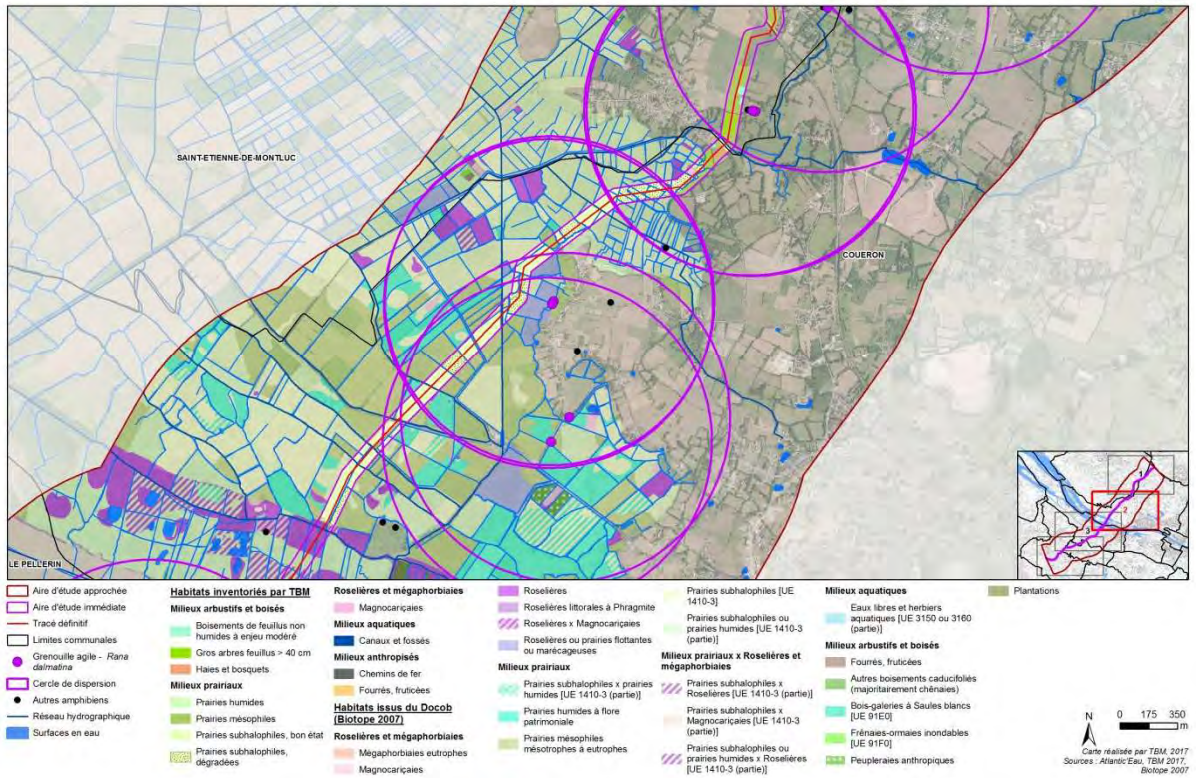 SAINT-ETIENNE-DE-MONTLUC
COUERON
LE PELLERIN
1
2
3
Aire d'étude approchée
Aire d'étude immédiate
Tracé définitif
Limites communales
Grenouille agile - Rana
dalmatina
Cercle de dispersion
Autres amphibiens
Réseau hydrographique
Surfaces en eau
Habitats inventoriés par TBM
Milieux arbustifs et boisés
Boisements de feuillus non
humides à enjeu modéré
Gros arbres feuillus > 40 cm
Haies et bosquets
Milieux prairiaux
Prairies humides
Prairies mésophiles
Prairies subhalophiles, bon état
Prairies subhalophiles,
dégradées
Roselières et mégaphorbiaies
Magnocariçaies
Milieux aquatiques
Canaux et fossés
Milieux anthropisés
Chemins de fer
Fourrés, fruticées
Habitats issus du Docob
(Biotope 2007)
Roselières et mégaphorbiaies
Mégaphorbiaies eutrophes
Magnocariçaies
Roselières
Roselières littorales à Phragmite
Roselières x Magnocariçaies
Roselières ou prairies flottantes
ou marécageuses
Milieux prairiaux
Prairies subhalophiles x prairies
humides [UE 1410-3 (partie)]
Prairies humides à flore
patrimoniale
Prairies mésophiles
mésotrophes à eutrophes
Prairies subhalophiles [UE
1410-3]
Prairies subhalophiles ou
prairies humides [UE 1410-3
(partie)]
Milieux prairiaux x Roselières et
mégaphorbiaies
Prairies subhalophiles x
Roselières [UE 1410-3 (partie)]
Prairies subhalophiles x
Magnocariçaies [UE 1410-3
(partie)]
Prairies subhalophiles ou
prairies humides x Roselières
[UE 1410-3 (partie)]
Milieux aquatiques
Eaux libres et herbiers
aquatiques [UE 3150 ou 3160
(partie)]
Milieux arbustifs et boisés
Fourrés, fruticées
Autres boisements caducifoliés
(majoritairement chênaies)
Bois-galeries à Saules blancs
[UE 91E0]
Frênaies-ormaies inondables
[UE 91F0]
Peupleraies anthropiques
Plantations
N
0 175 350
m
Carte réalisée par TBM, 2017
Sources : Atlantic'Eau, TBM 2017,
Biotope 2007